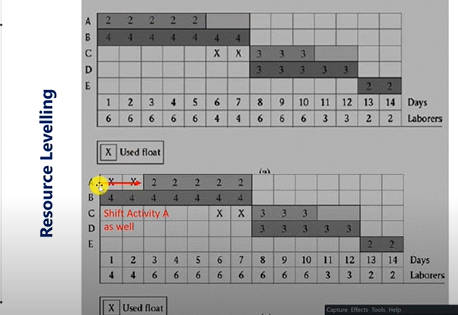 Resource Levelling
A 2 2 2 2 2
B 4 4 4 4 4 4 4
C X X 3 3 3
D 3 3 3 3 3
E 2 2
1 2 3 4 5 6 7 8 9 10 11 12 13 14 Days
6 6 6 6 6 4 4 6 6 6 3 3 2 2 Laborers
X Used float
A X X 2 2 2 2 2
B 4 4 4 4 4 4 4
C Shift Activity A X X 3 3 3
D as well 3 3 3 3 3
E 2 2
1 2 3 4 5 6 7 8 9 10 11 12 13 14 Days
4 4 6 6 6 6 6 6 6 6 3 3 2 2 Laborers
X Used float
Capture Effects Tools Help